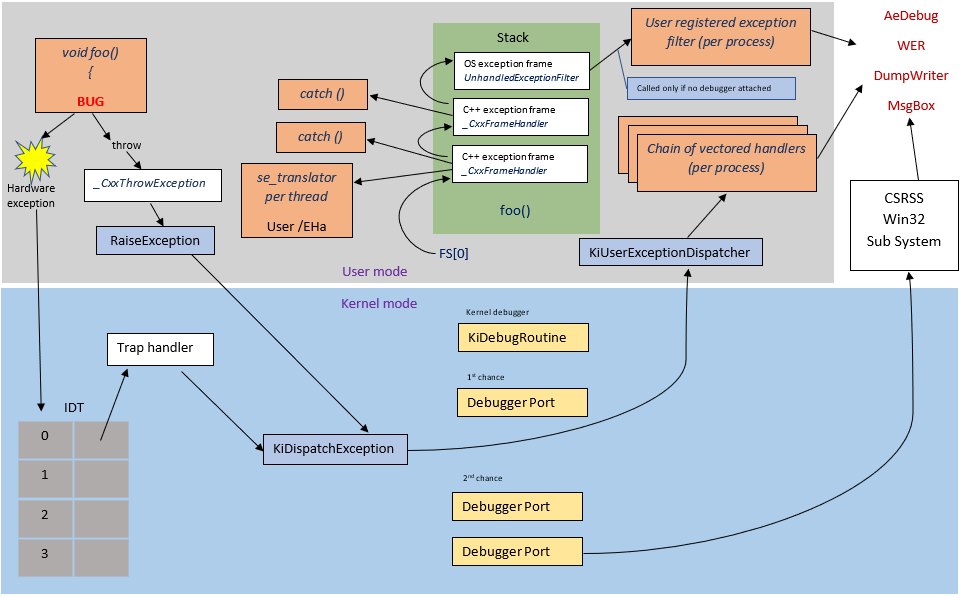 void foo()
{
BUG
Hardware
exception
throw
_CxxThrowException
RaiseException
catch ()
catch ()
se_translator
per thread
User /EHa
Stack
OS exception frame
UnhandledExceptionFilter
C++ exception frame
_CxxFrameHandler
C++ exception frame
_CxxFrameHandler
foo()
FS[0]
User registered exception
filter (per process)
Called only if no debugger attached
Chain of vectored handlers
(per process)
KiUserExceptionDispatcher
AeDebug
WER
DumpWriter
MsgBox
CSRSS
Win32
Sub System
User mode
Kernel mode
Trap handler
IDT
0
1
2
3
KiDispatchException
Kernel debugger
KiDebugRoutine
1st chance
Debugger Port
2nd chance
Debugger Port
Debugger Port